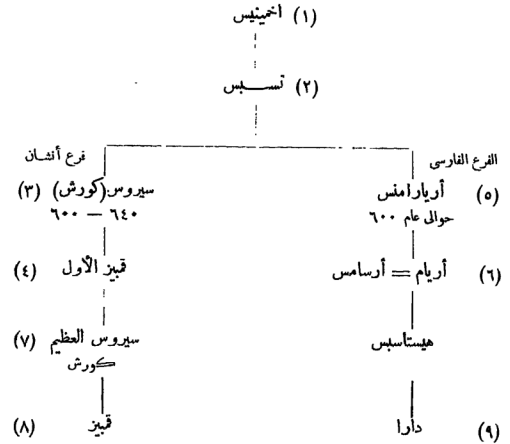 (١) أخمينيس
(٢) تسبس
الفرع الفارسى
فرع أنشان
(٥) أريارامنس
حوالى عام ٦٠٠
سيروس (كورش) (٣)
٦٤٠ — ٦٠٠
(٦) أريام = أرسامس
قمبيز الأول (٤)
هيستاسبس
سيروس العظيم (٧)
كورش
(٩) دارا
قمبيز (٨)